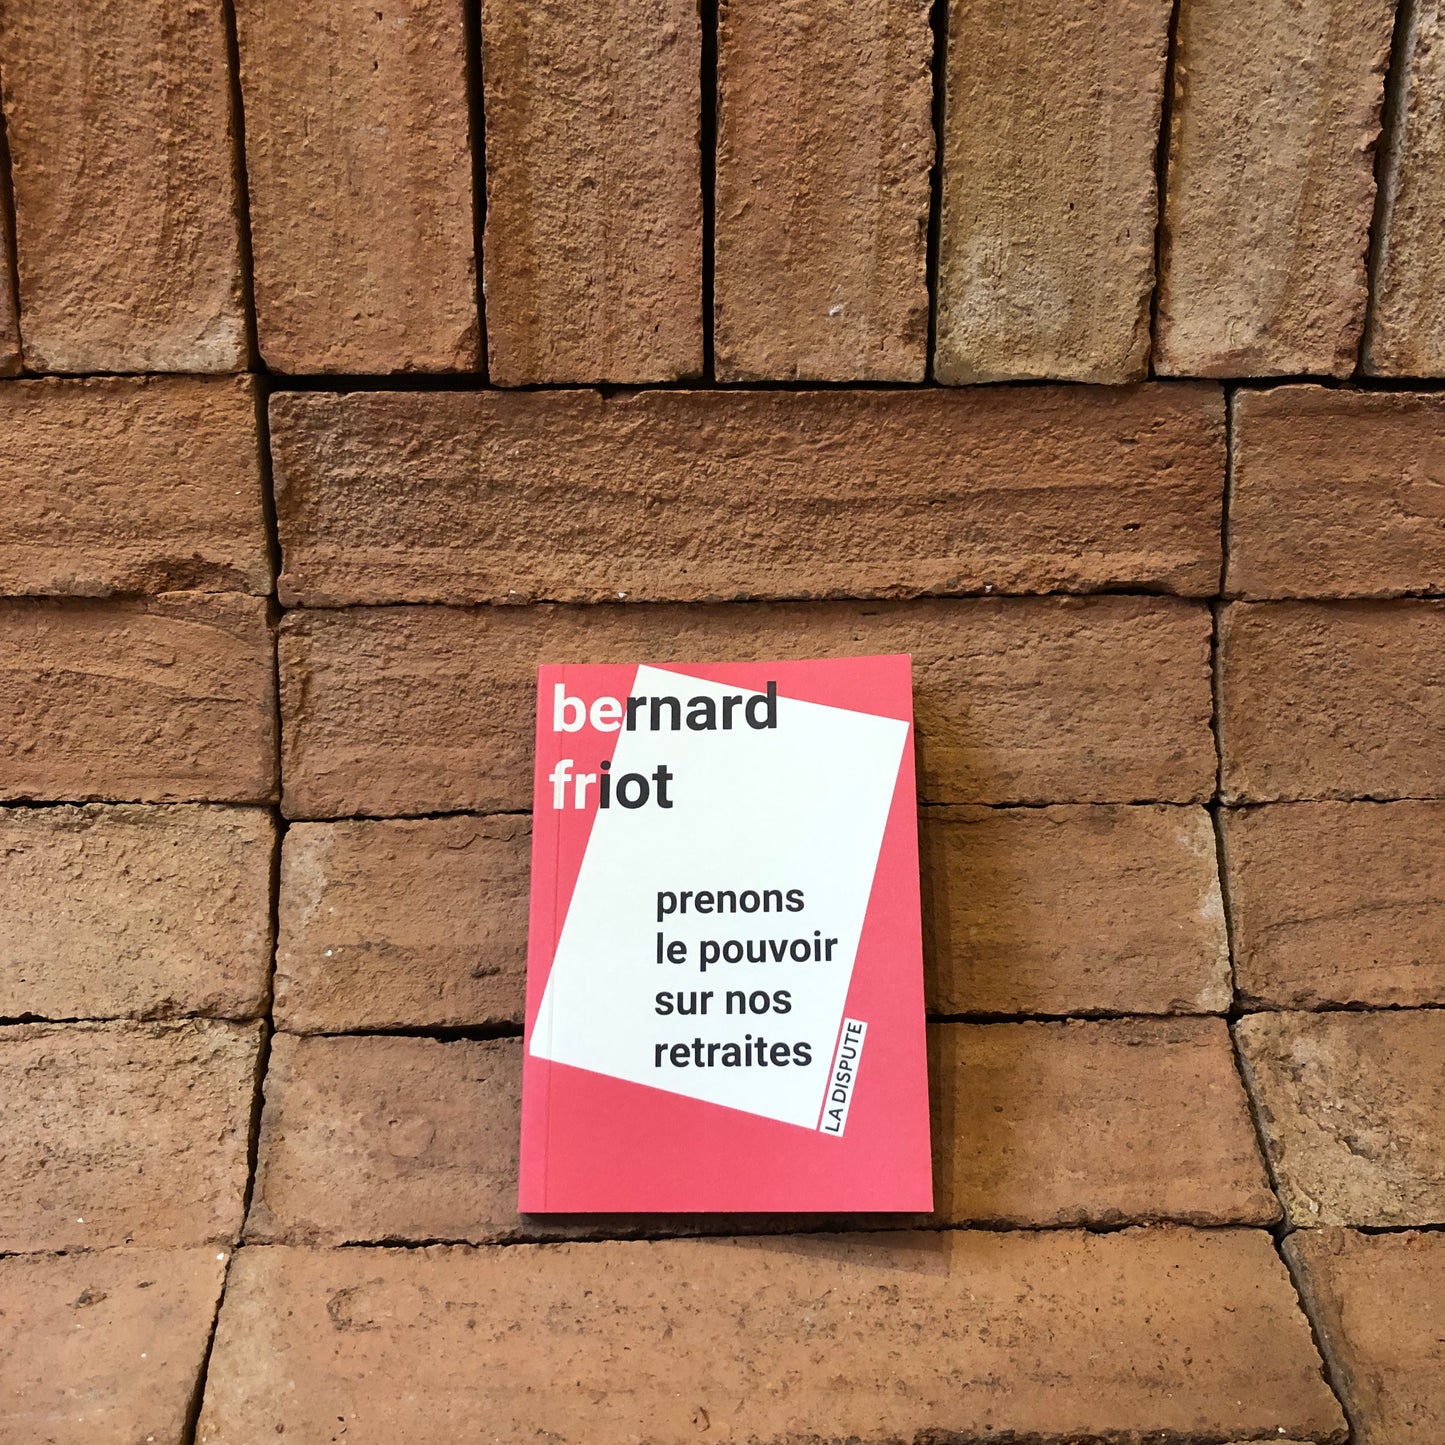 bernard
friot
prenons
le pouvoir
sur nos
retraites
LA DISPUTE